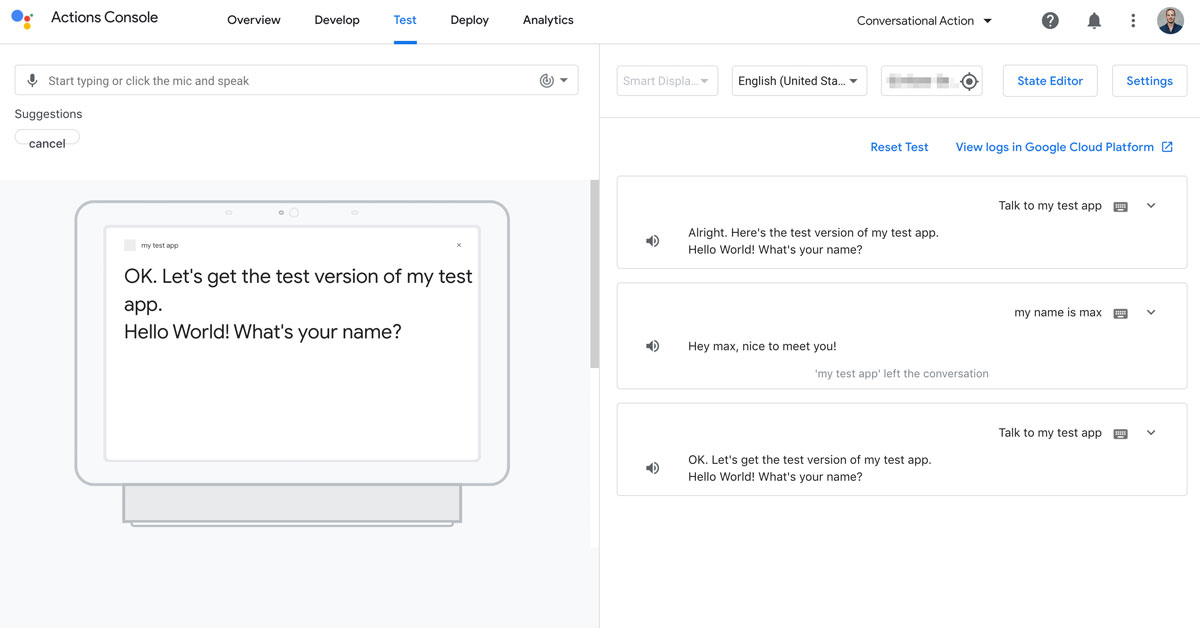 Actions Console
Overview
Develop
Test
Deploy
Analytics
Conversational Action
Start typing or click the mic and speak
Suggestions
cancel
my test app
OK. Let's get the test version of my test
app.
Hello World! What's your name?
Smart Displa...
English (United Sta...
State Editor
Settings
Reset Test
View logs in Google Cloud Platform
Talk to my test app
Alright. Here's the test version of my test app.
Hello World! What's your name?
my name is max
Hey max, nice to meet you!
'my test app' left the conversation
Talk to my test app
OK. Let's get the test version of my test app.
Hello World! What's your name?